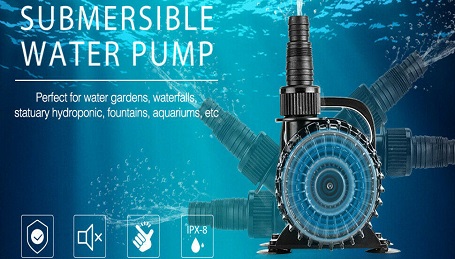 SUBMERSIBLE
WATER PUMP
Perfect for water gardens, waterfalls,
statuary hydroponic, fountains, aquariums, etc
IPX-8